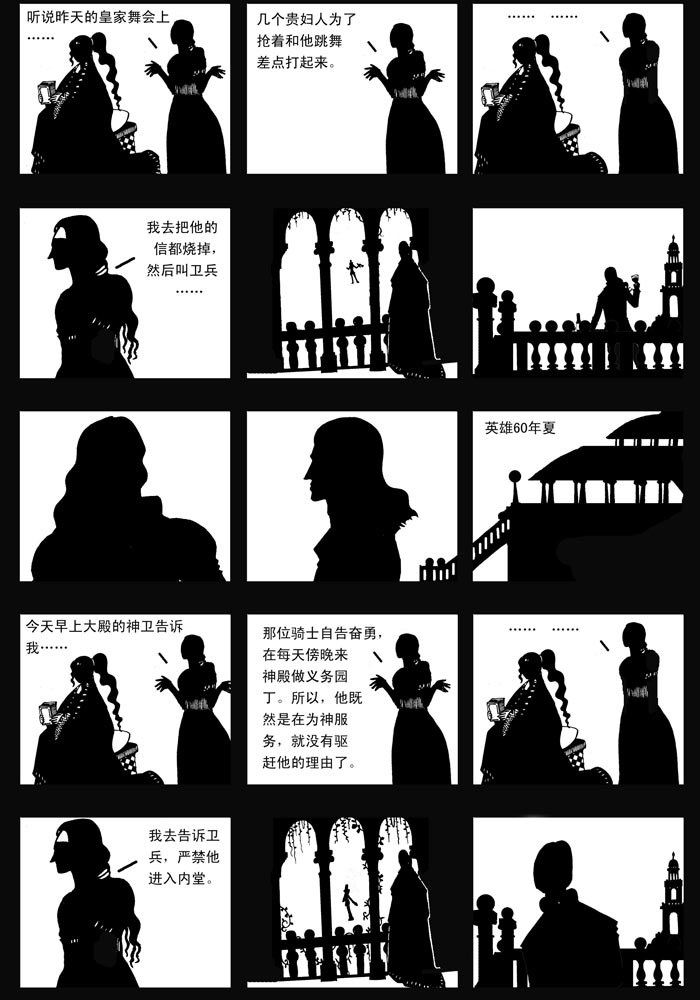 听说昨天的皇家舞会上
……
几个贵妇人为了
抢着和他跳舞
差点打起来。
…… ……
我去把他的
信都烧掉，
然后叫卫兵
……
英雄60年夏
今天早上大殿的神卫告诉
我……
那位骑士自告奋勇，
在每天傍晚来
神殿做义务园
丁。所以，他既
然是在为神服
务，就没有驱
赶他的理由了。
…… ……
我去告诉卫
兵，严禁他
进入内堂。